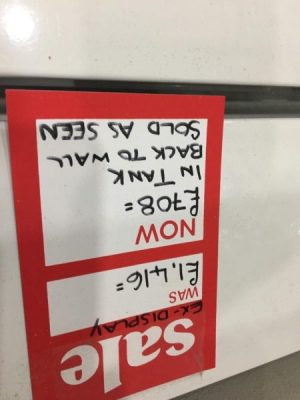 sale
EX-DISPLAY
WAS
£1,416=
NOW
£708=
IN TANK
BACK TO WALL
SOLD AS SEEN